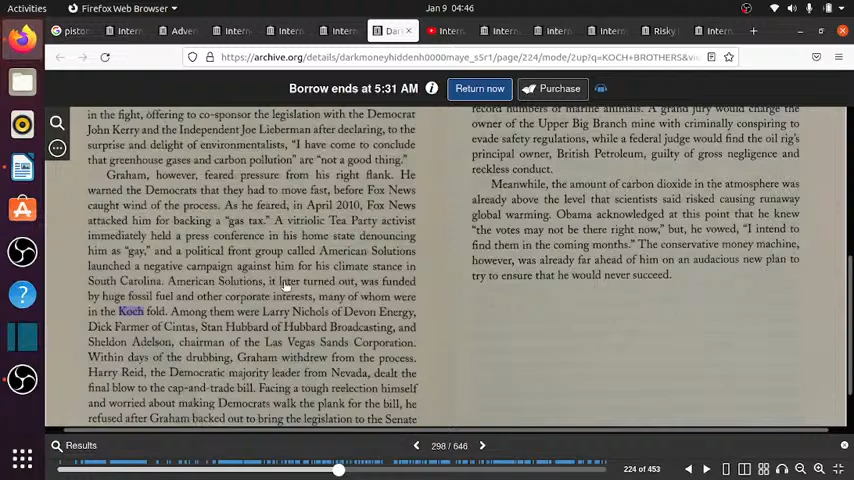 Activities
Firefox Web Browser
Jan 9 04:46
pisto
Intern
Adven
Intern
Intern
Intern
Da
Intern
Intern
Intern
Intern
Risky
Intern
https://archive.org/details/darkmoneyhiddenh0000maye_s5r1/page/224/mode/2up?q=KOCH+BROTHERS&vi
Borrow ends at 5:31 AM
Return now
Purchase
in the fight, offering to co-sponsor the legislation with the Democrat
John Kerry and the Independent Joe Lieberman after declaring, to the
surprise and delight of environmentalists, "I have come to conclude
that greenhouse gases and carbon pollution" are "not a good thing."
Graham, however, feared pressure from his right flank. He
warned the Democrats that they had to move fast, before Fox News
caught wind of the process. As he feared, in April 2010, Fox News
attacked him for backing a "gas tax." A vitriolic Tea Party activist
immediately held a press conference in his home state denouncing
him as "gay," and a political front group called American Solutions
launched a negative campaign against him for his climate stance in
South Carolina. American Solutions, it later turned out, was funded
by huge fossil fuel and other corporate interests, many of whom were
in the Koch fold. Among them were Larry Nichols of Devon Energy,
Dick Farmer of Cintas, Stan Hubbard of Hubbard Broadcasting, and
Sheldon Adelson, chairman of the Las Vegas Sands Corporation.
Within days of the drubbing, Graham withdrew from the process.
Harry Reid, the Democratic majority leader from Nevada, dealt the
final blow to the cap-and-trade bill. Facing a tough reelection himself
and worried about making Democrats walk the plank for the bill, he
refused after Graham backed out to bring the legislation to the Senate
record numbers of marine animals. A grand jury would charge the
owner of the Upper Big Branch mine with criminally conspiring to
evade safety regulations, while a federal judge would find the oil rig's
principal owner, British Petroleum, guilty of gross negligence and
reckless conduct.
Meanwhile, the amount of carbon dioxide in the atmosphere was
already above the level that scientists said risked causing runaway
global warming. Obama acknowledged at this point that he knew
"the votes may not be there right now," but, he vowed, "I intend to
find them in the coming months." The conservative money machine,
however, was already far ahead of him on an audacious new plan to
try to ensure that he would never succeed.
Results
298 / 646
224 of 453